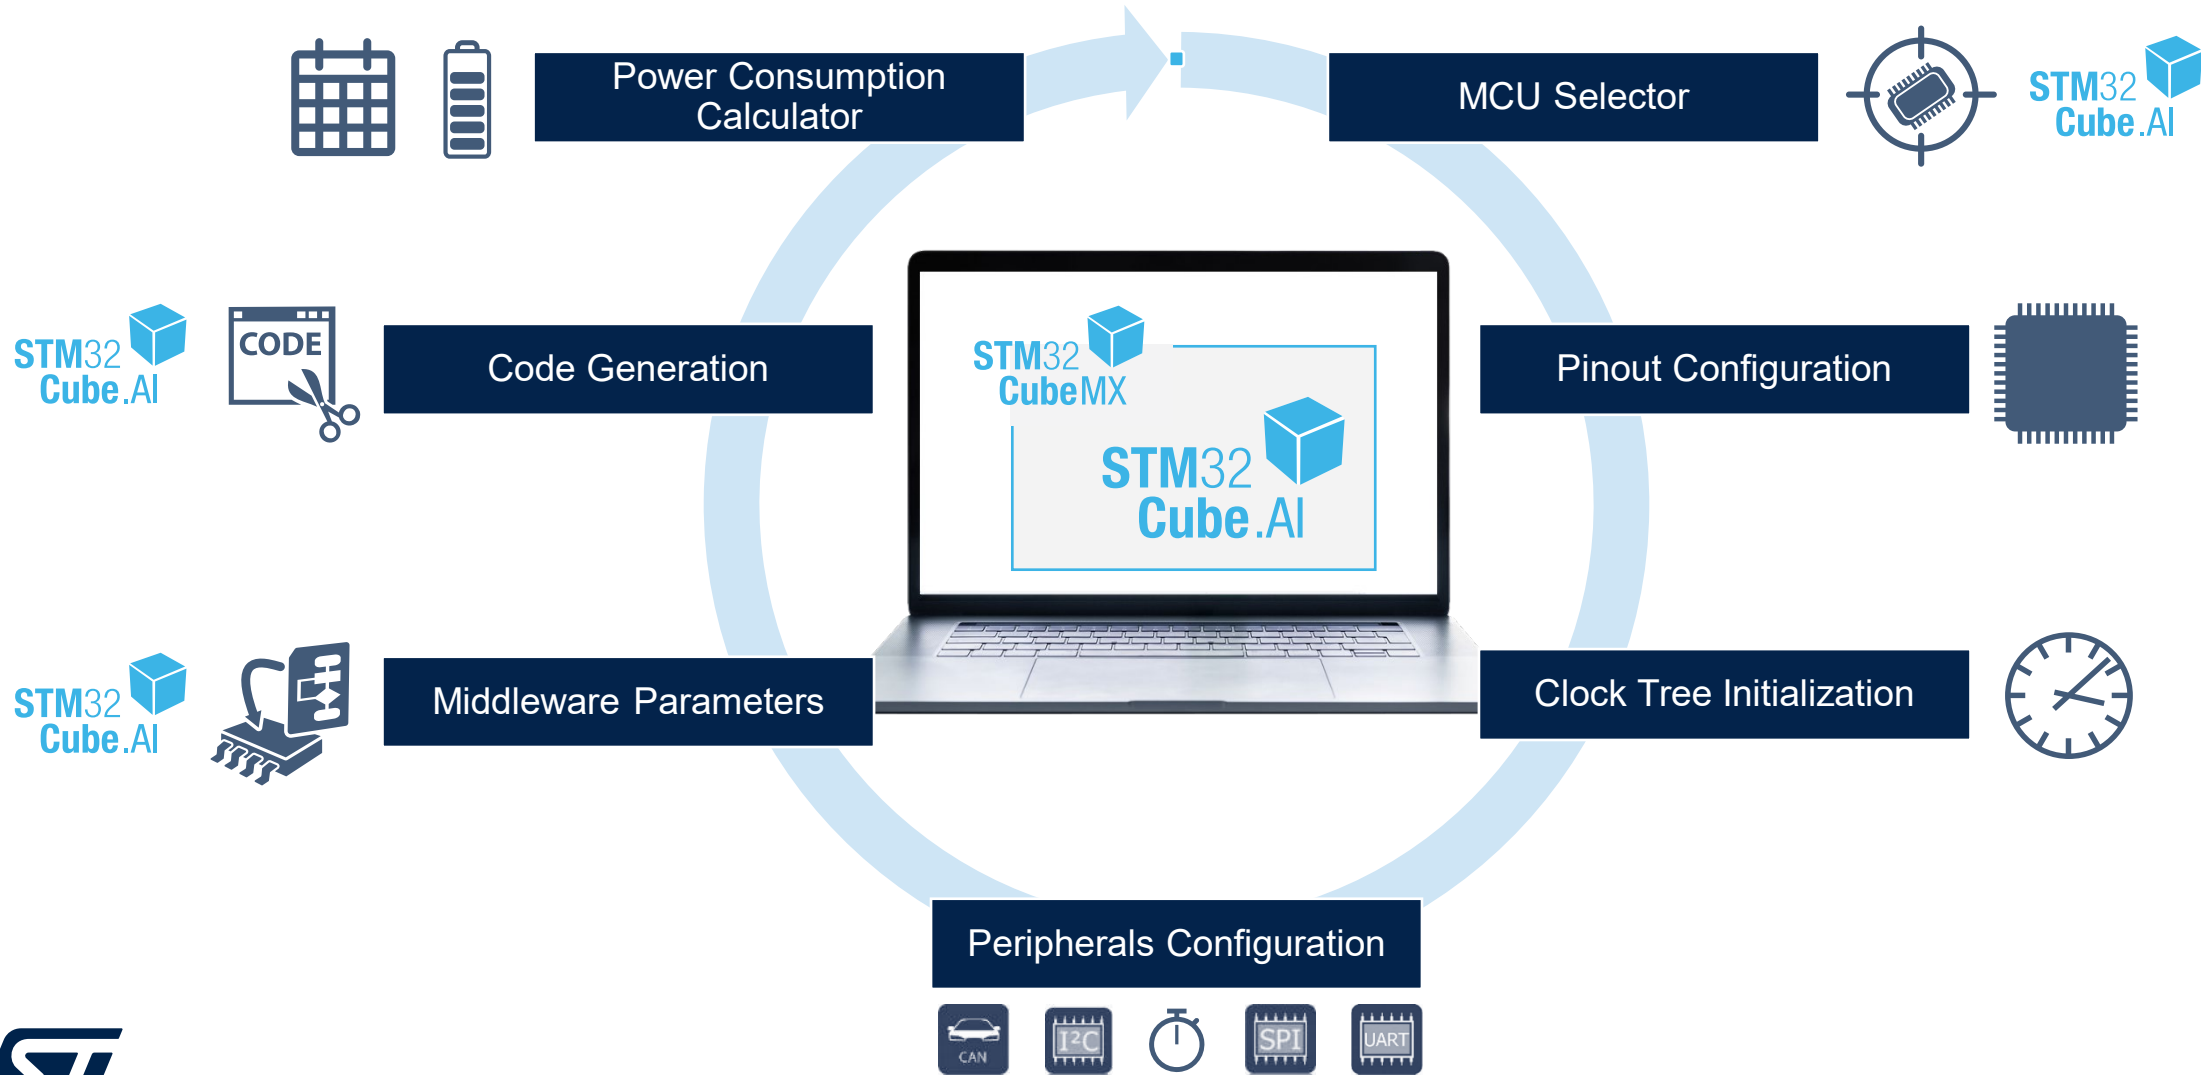 Power Consumption
Calculator
MCU Selector
STM32
Cube.AI
STM32
Cube.AI
CODE
Code Generation
STM32
CubeMX
STM32
Cube.AI
Pinout Configuration
STM32
Cube.AI
Middleware Parameters
Clock Tree Initialization
Peripherals Configuration
CAN
I²C
SPI
UART
ST